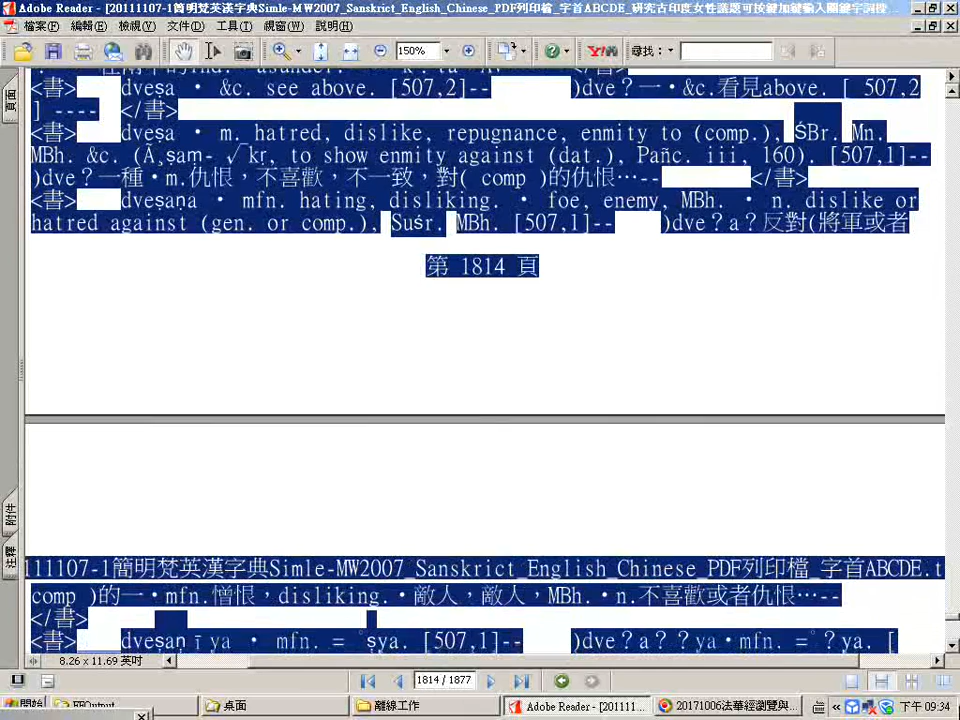 Adobe Reader - [20111107-1簡明梵英漢字典Simle-MW2007_Sanskrict_English_Chinese_PDF列印檔_字首ABCDE_研究古印度女性議題可按鍵加鍵輸入關鍵字詞搜
檔案(F) 編輯(E) 檢視(V) 文件(D) 工具(T) 視窗(W) 說明(H)
150% 尋找：
頁面
<書> dveṣa • &c. see above. [507,2]-- )dve？一•&c.看見above. [ 507,2
] ---- </書>
<書> dveṣa • m. hatred, dislike, repugnance, enmity to (comp.), ŚBr. Mn.
MBh. &c. (Ā¸ṣaṃ- √kṛ, to show enmity against (dat.), Pañc. iii, 160). [507,1]--
)dve？一種•m.仇恨，不喜歡，不一致，對( comp )的仇恨…-- </書>
<書> dveṣaṇa • mfn. hating, disliking. • foe, enemy, MBh. • n. dislike or
hatred against (gen. or comp.), Suśr. MBh. [507,1]-- )dve？a？反對(將軍或者
第 1814 頁
附件
注釋
111107-1簡明梵英漢字典Simle-MW2007_Sanskrict_English_Chinese_PDF列印檔_字首ABCDE.t
comp )的一•mfn.憎恨，disliking.•敵人，敵人，MBh.•n.不喜歡或者仇恨…--
</書>
<書> dveṣaṇīya • mfn. = °ṣya. [507,1]-- )dve？a？？ya•mfn. =°？ya. [
8.26 x 11.69 英吋
1814 / 1877
開始 FFOutput 桌面 離線工作 Adobe Reader - [201111... 20171006法華經瀏覽與... 下午 09:34